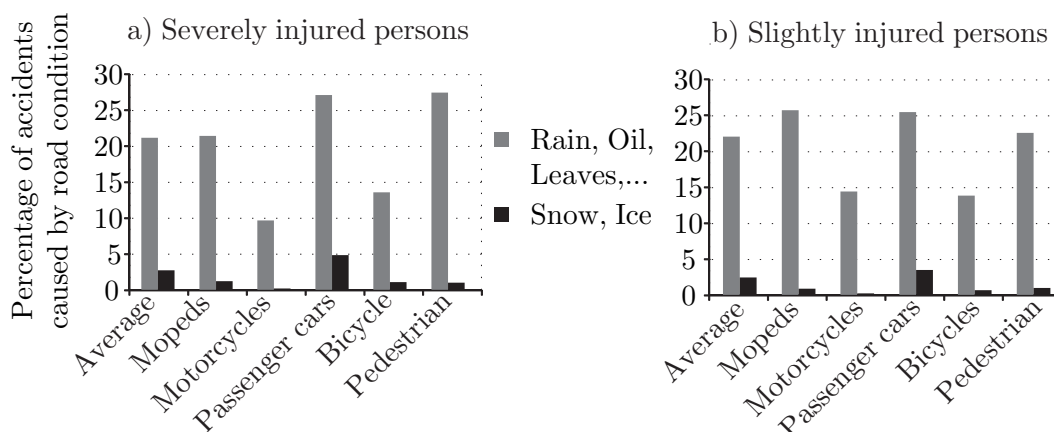 a) Severely injured persons
Percentage of accidents
caused by road condition
30
25
20
15
10
5
0
Average
Mopeds
Motorcycles
Passenger cars
Bicycle
Pedestrian
Rain, Oil,
Leaves,...
Snow, Ice
b) Slightly injured persons
30
25
20
15
10
5
0
Average
Mopeds
Motorcycles
Passenger cars
Bicycles
Pedestrian